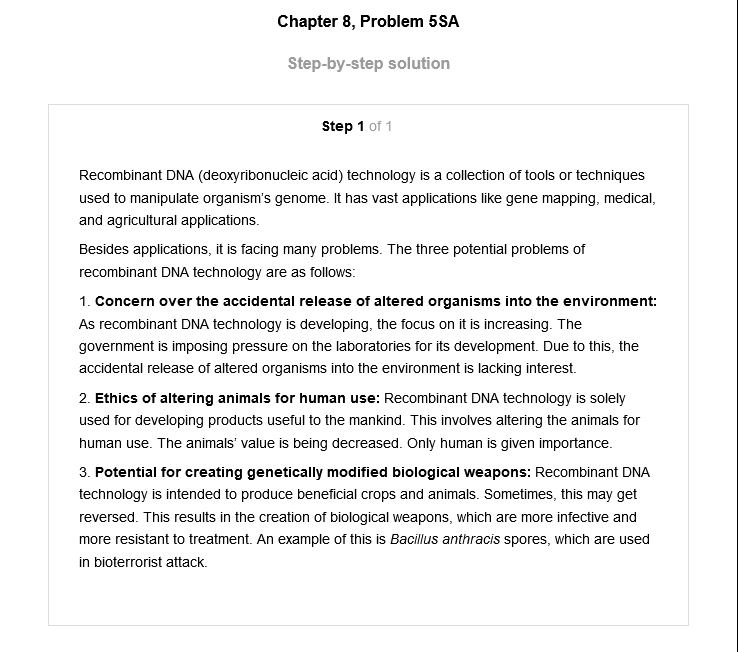 Chapter 8, Problem 5SA
Step-by-step solution
Step 1 of 1
Recombinant DNA (deoxyribonucleic acid) technology is a collection of tools or techniques
used to manipulate organism's genome. It has vast applications like gene mapping, medical,
and agricultural applications.
Besides applications, it is facing many problems. The three potential problems of
recombinant DNA technology are as follows:
1. Concern over the accidental release of altered organisms into the environment:
As recombinant DNA technology is developing, the focus on it is increasing. The
government is imposing pressure on the laboratories for its development. Due to this, the
accidental release of altered organisms into the environment is lacking interest.
2. Ethics of altering animals for human use: Recombinant DNA technology is solely
used for developing products useful to the mankind. This involves altering the animals for
human use. The animals' value is being decreased. Only human is given importance.
3. Potential for creating genetically modified biological weapons: Recombinant DNA
technology is intended to produce beneficial crops and animals. Sometimes, this may get
reversed. This results in the creation of biological weapons, which are more infective and
more resistant to treatment. An example of this is Bacillus anthracis spores, which are used
in bioterrorist attack.